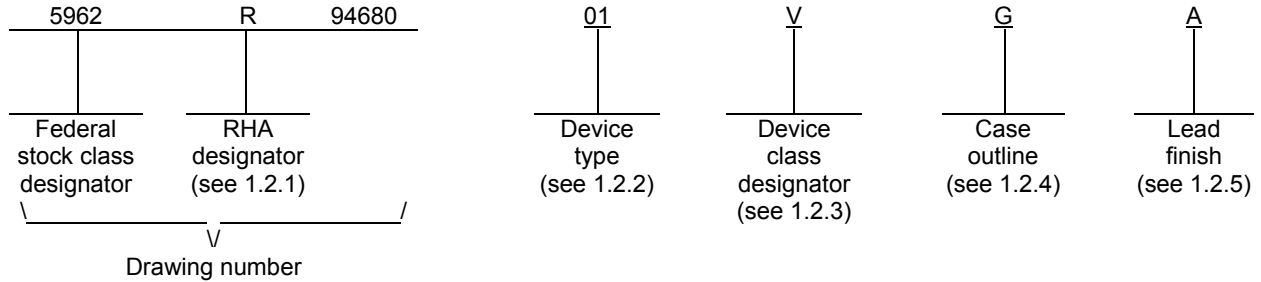 5962 R 94680 01 V G A
Federal RHA Device Device Case Lead
stock class designator type class outline finish
designator (see 1.2.1) (see 1.2.2) designator (see 1.2.4) (see 1.2.5)
(see 1.2.3)
\ /
\/
Drawing number